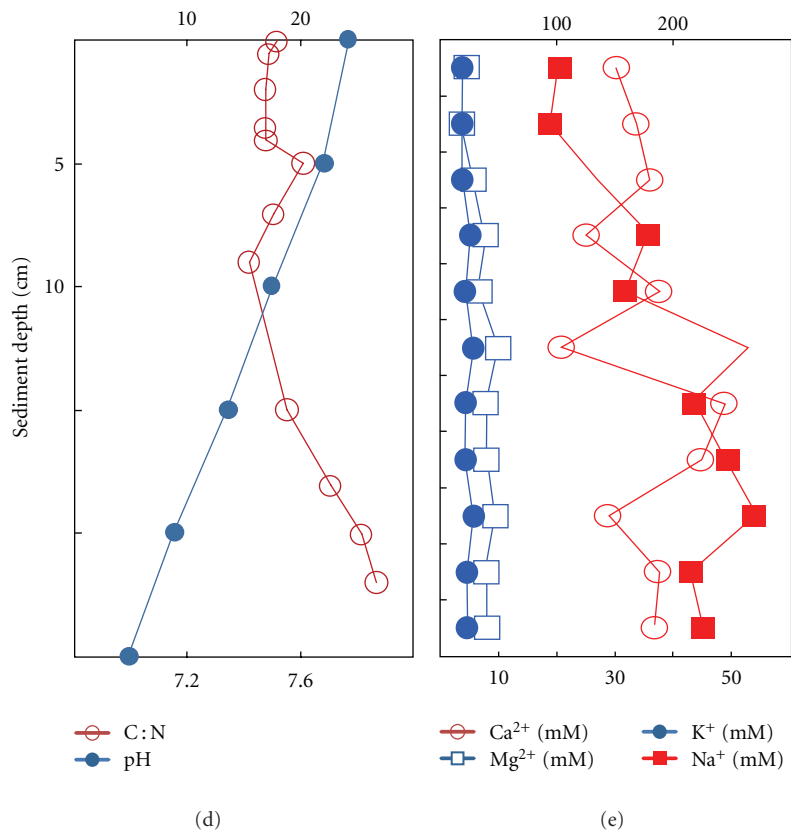 10 20
100 200
Sediment depth (cm)
5
10
7.2 7.6
10 30 50
C : N
pH
Ca²⁺ (mM)
Mg²⁺ (mM)
K⁺ (mM)
Na⁺ (mM)
(d)
(e)